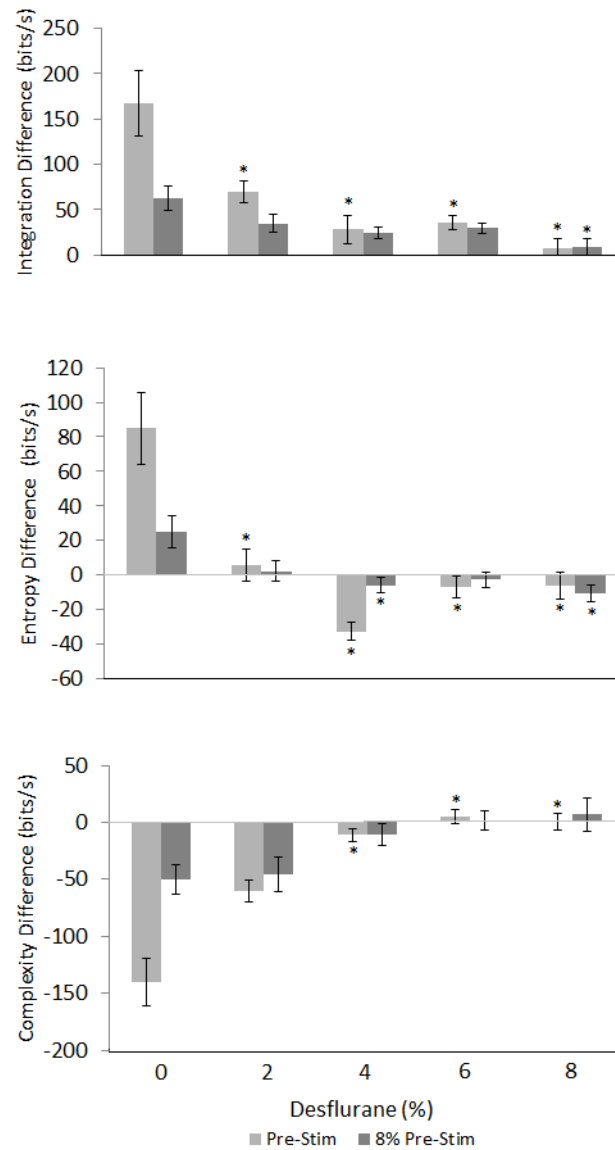 Integration Difference (bits/s)
250
200
150
100
50
0
* * * * *
Entropy Difference (bits/s)
120
100
80
60
40
20
0
-20
-40
-60
* * * * * *
Complexity Difference (bits/s)
50
0
-50
-100
-150
-200
* * *
0 2 4 6 8
Desflurane (%)
Pre-Stim 8% Pre-Stim